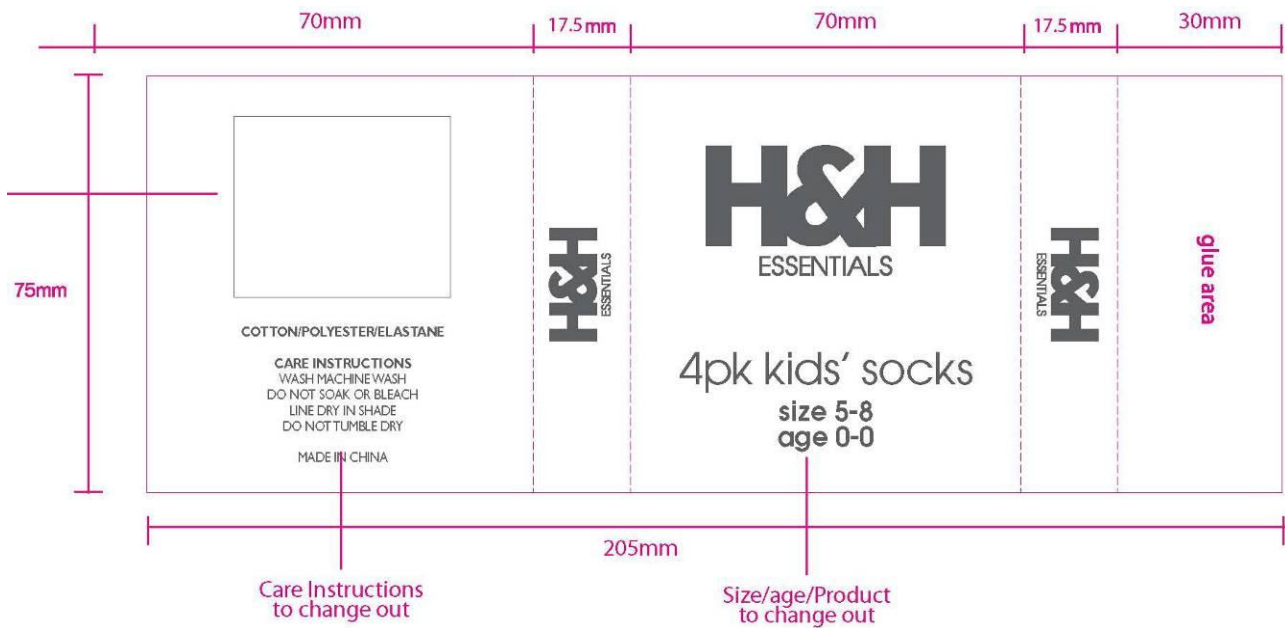 70mm
17.5mm
70mm
17.5mm
30mm
75mm
COTTON/POLYESTER/ELASTANE
CARE INSTRUCTIONS
WASH MACHINE WASH
DO NOT SOAK OR BLEACH
LINE DRY IN SHADE
DO NOT TUMBLE DRY
MADE IN CHINA
H&H
ESSENTIALS
H&H
ESSENTIALS
4pk kids' socks
size 5-8
age 0-0
H&H
ESSENTIALS
glue area
205mm
Care Instructions
to change out
Size/age/Product
to change out